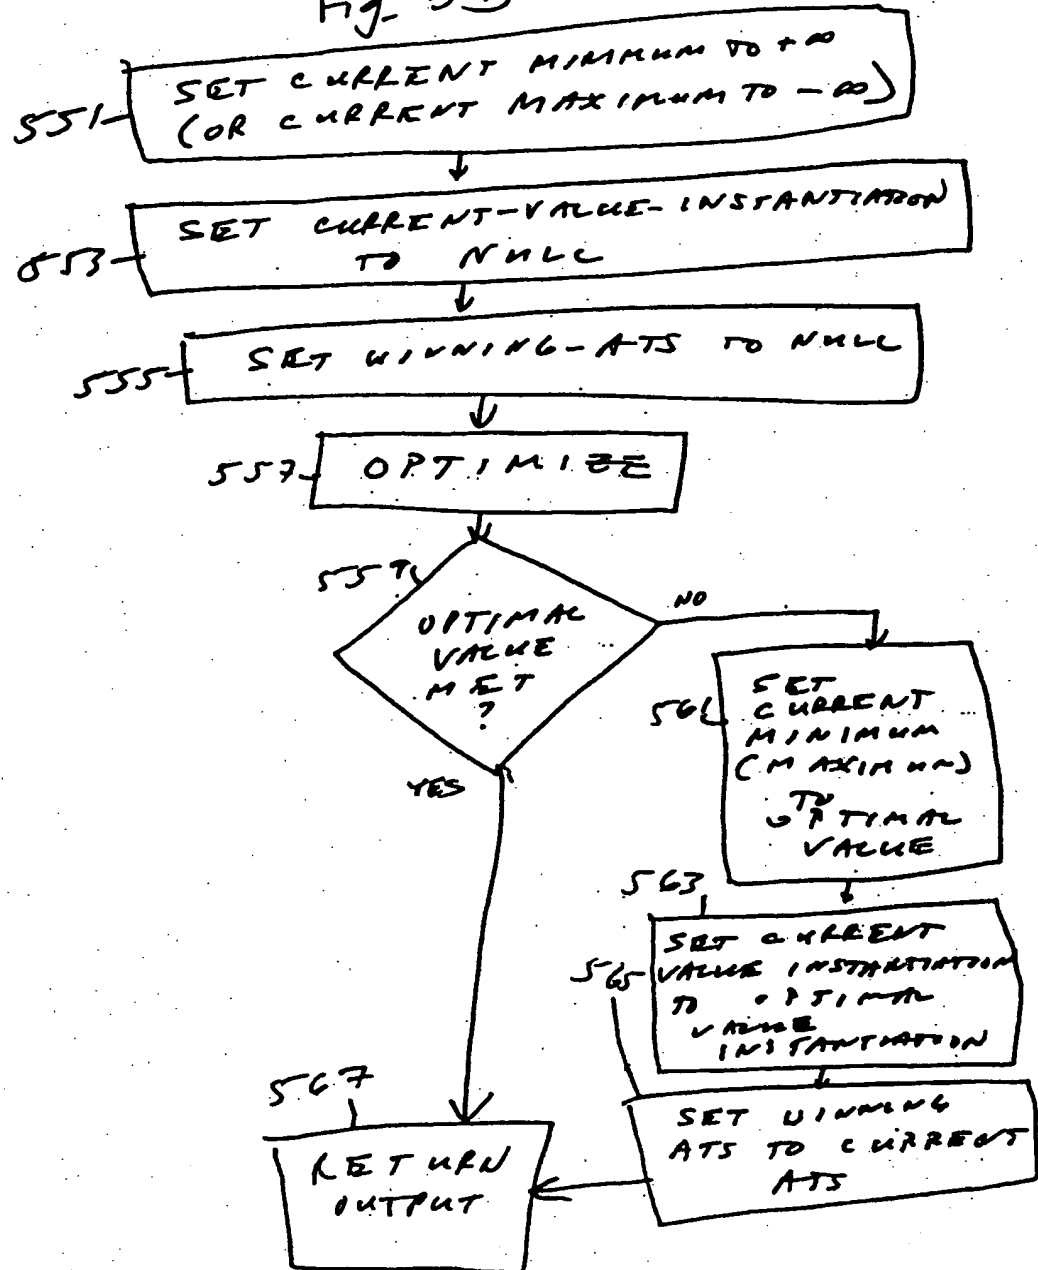 Fig.
551
SET CURRENT MINIMUM TO +∞
(OR CURRENT MAXIMUM TO -∞)
553
SET CURRENT-VALUE-INSTANTIATION
TO NULL
555
SET WINNING-ATS TO NULL
557
OPTIMIZE
559
OPTIMAL
VALUE
MET
?
NO
YES
561
SET
CURRENT
MINIMUM
(MAXIMUM)
TO
OPTIMAL
VALUE
563
SET CURRENT
VALUE INSTANTIATION
TO OPTIMAL
VALUE
INSTANTIATION
565
SET WINNING
ATS TO CURRENT
ATS
567
RETURN
OUTPUT